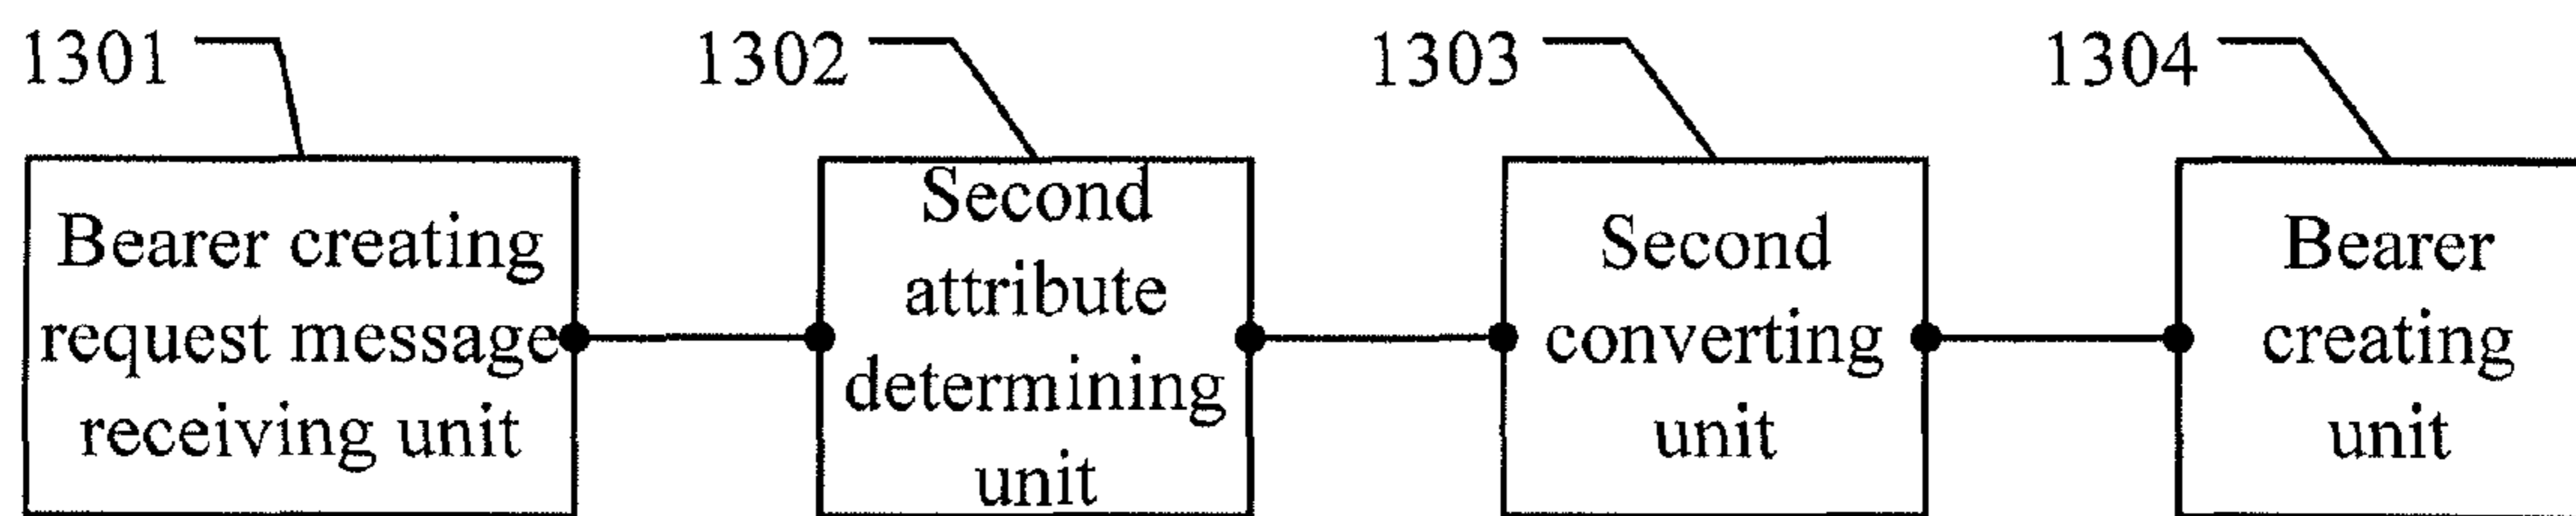 1301
1302
1303
1304
Bearer creating
request message
receiving unit
Second
attribute
determining
unit
Second
converting
unit
Bearer
creating
unit